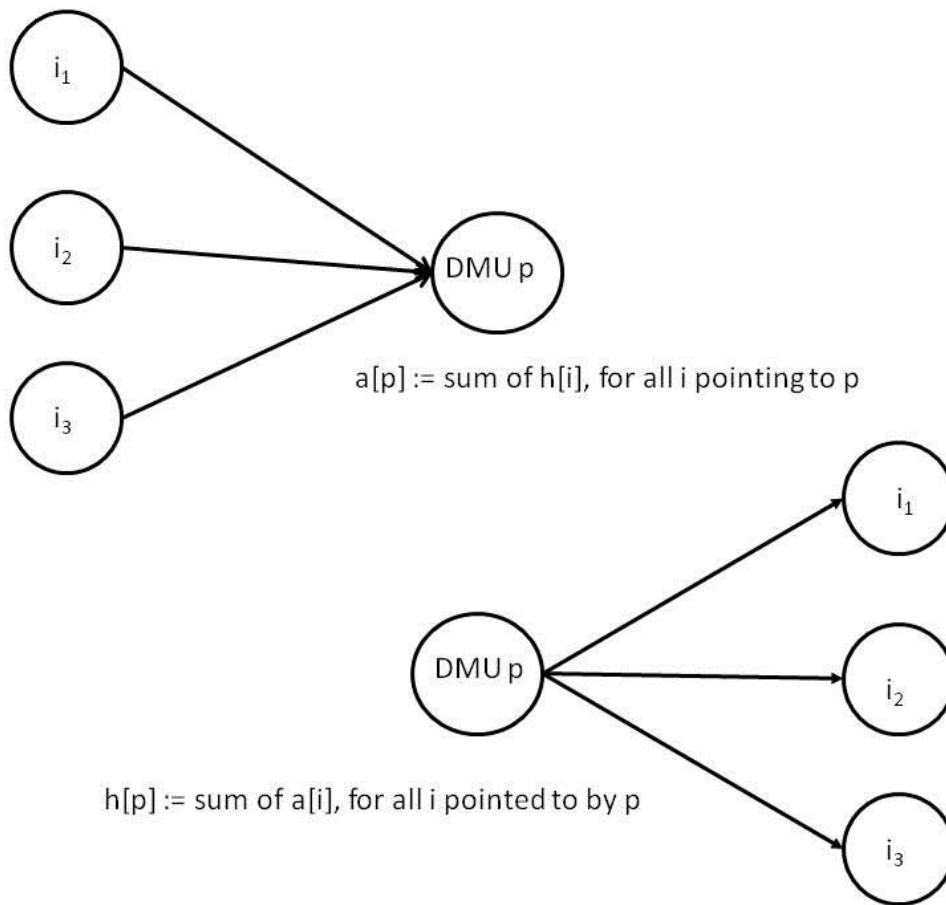 i₁
i₂
DMU p
i₃
a[p] := sum of h[i], for all i pointing to p
i₁
DMU p
i₂
h[p] := sum of a[i], for all i pointed to by p
i₃